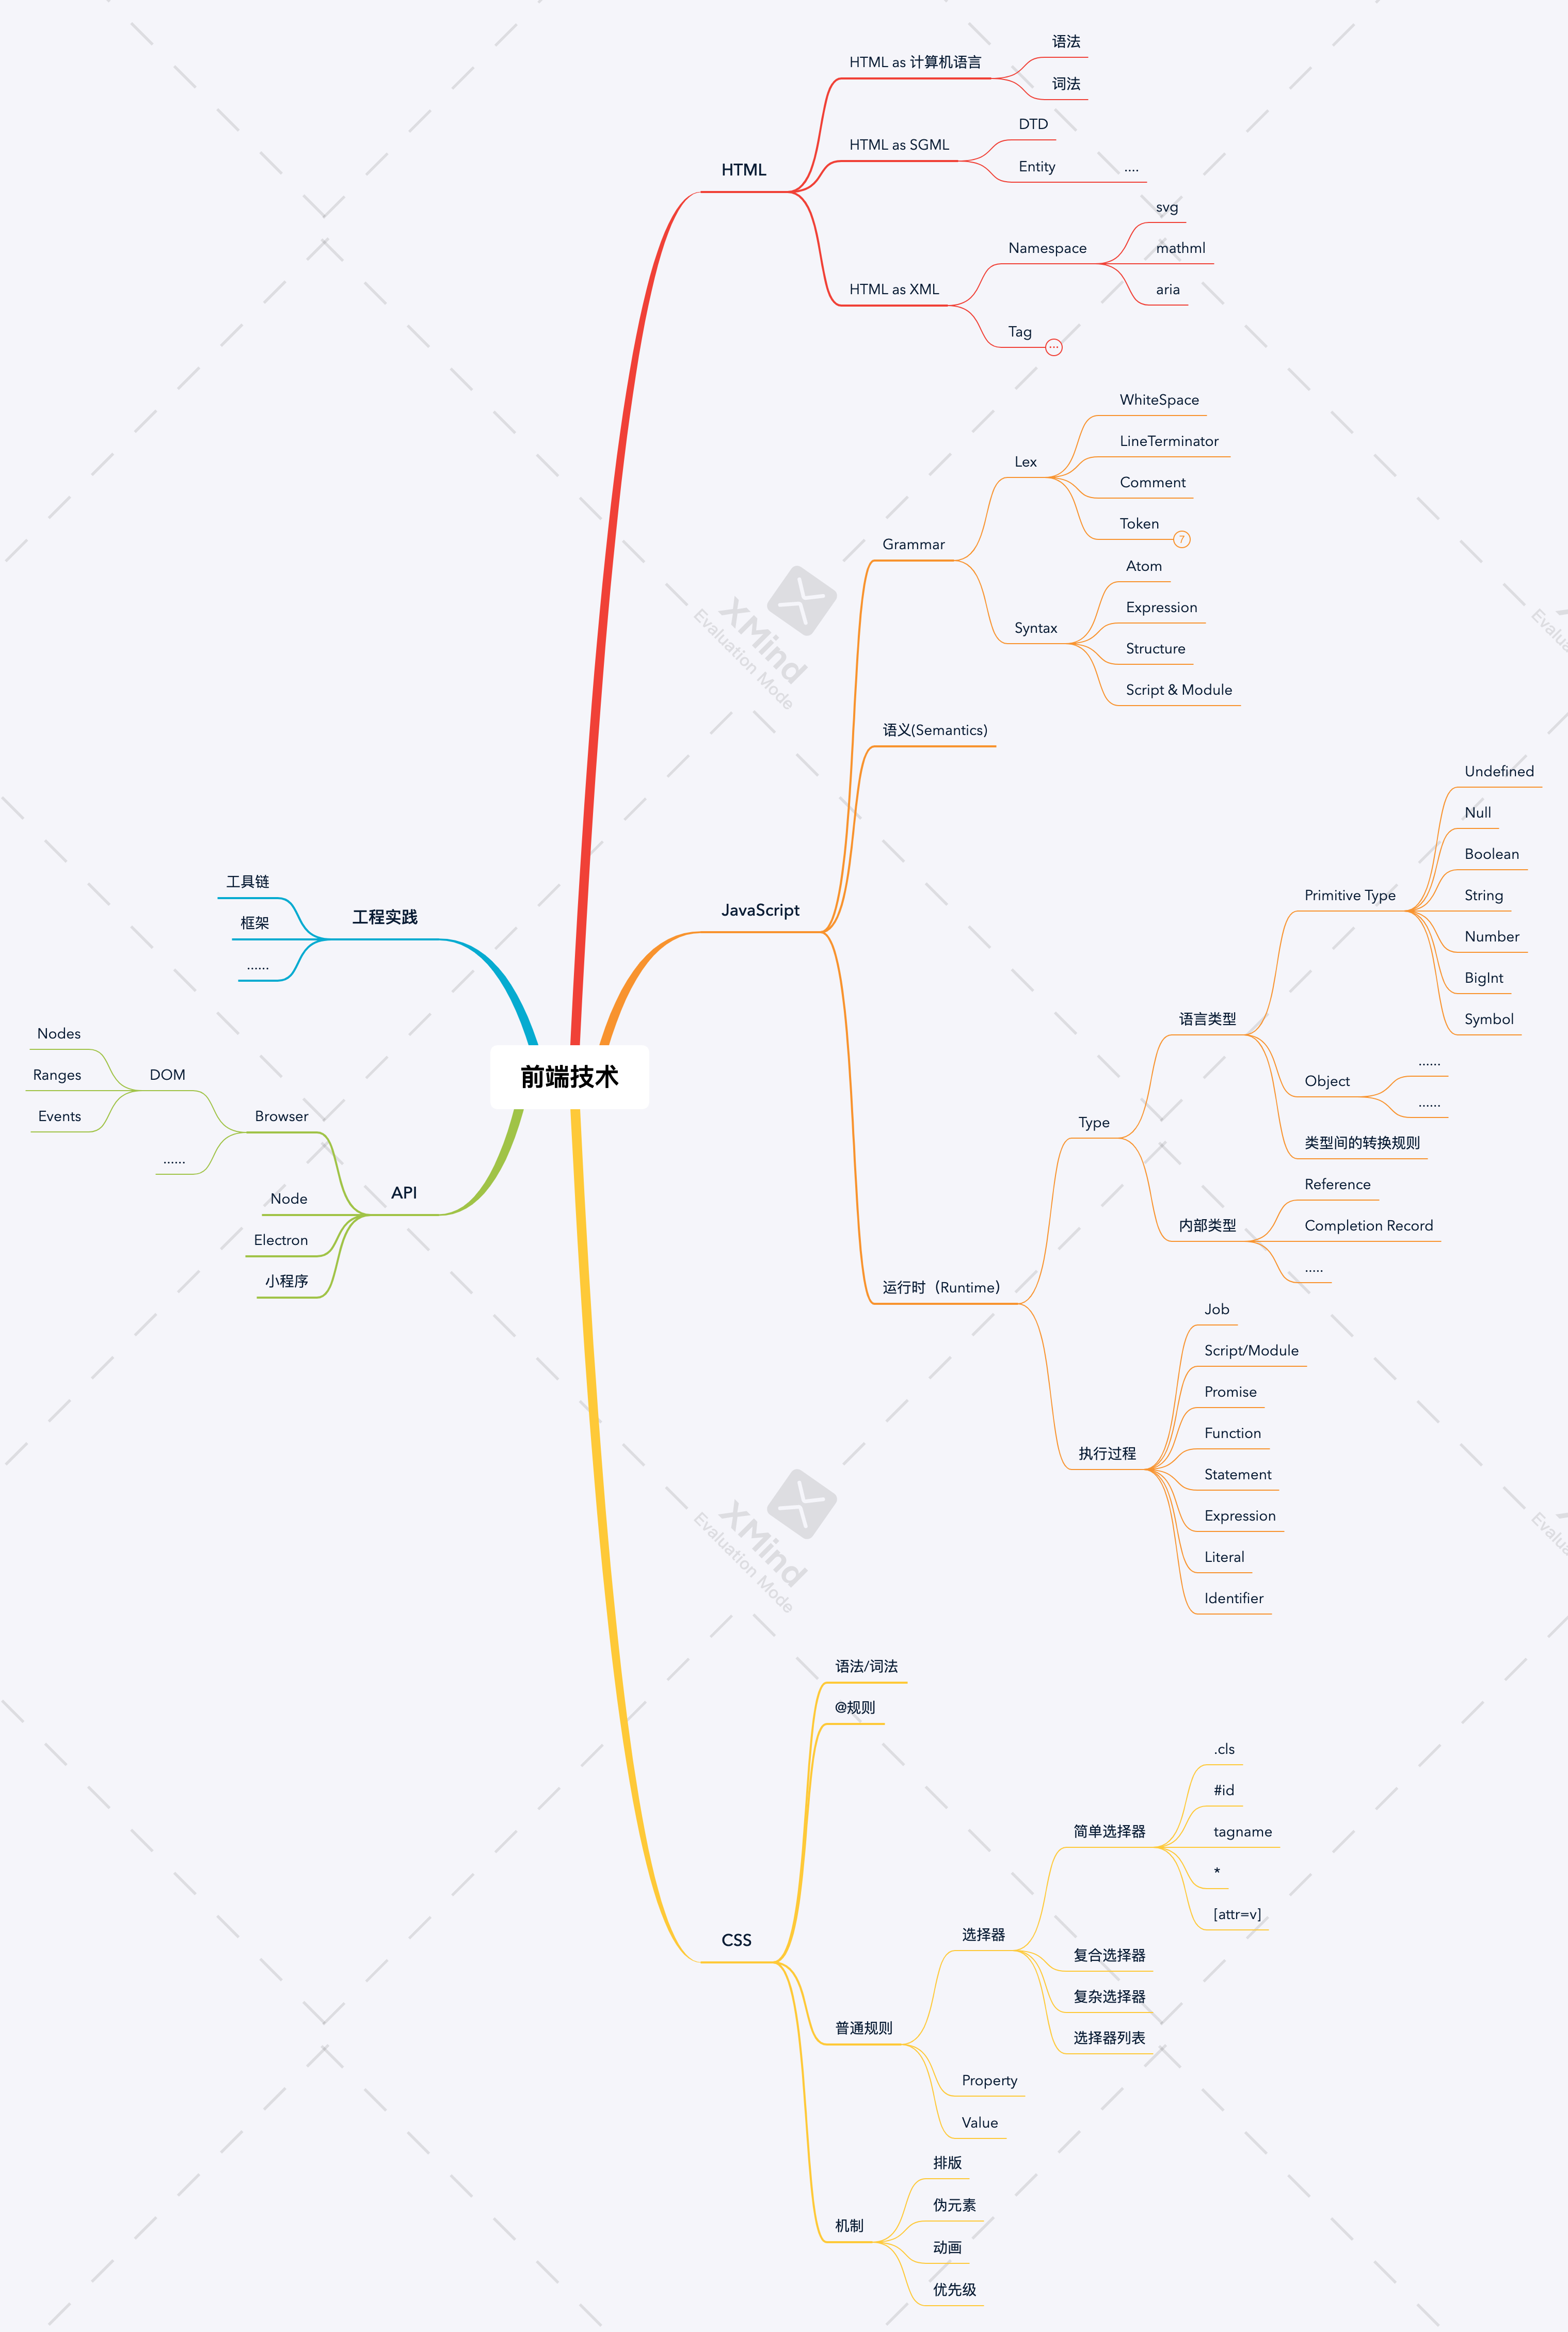 前端技术
HTML
HTML as 计算机语言
语法
词法
HTML as SGML
DTD
Entity
....
HTML as XML
Namespace
svg
mathml
aria
Tag
...
JavaScript
Grammar
Lex
WhiteSpace
LineTerminator
Comment
Token
7
Syntax
Atom
Expression
Structure
Script & Module
语义(Semantics)
运行时（Runtime）
Type
语言类型
Primitive Type
Undefined
Null
Boolean
String
Number
BigInt
Symbol
Object
......
......
类型间的转换规则
内部类型
Reference
Completion Record
.....
执行过程
Job
Script/Module
Promise
Function
Statement
Expression
Literal
Identifier
CSS
语法/词法
@规则
普通规则
选择器
简单选择器
.cls
#id
tagname
*
[attr=v]
复合选择器
复杂选择器
选择器列表
Property
Value
机制
排版
伪元素
动画
优先级
API
Browser
DOM
Nodes
Ranges
Events
......
Node
Electron
小程序
工程实践
工具链
框架
......
XMind
Evaluation Mode
XMind
Evaluation Mode